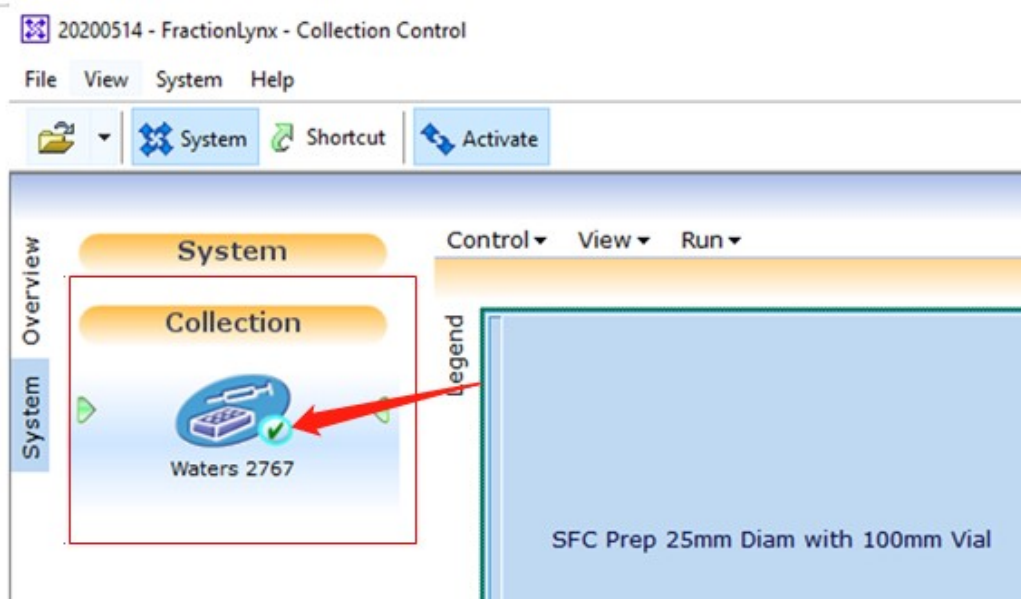 20200514 - FractionLynx - Collection Control
File View System Help
System Shortcut Activate
Overview
System
System
Collection
Waters 2767
Control View Run
Legend
SFC Prep 25mm Diam with 100mm Vial